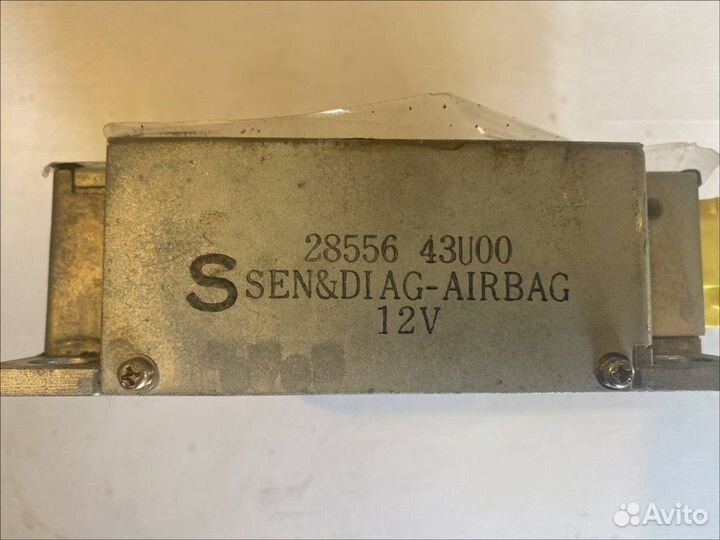 28556 43U00
S SEN&DIAG-AIRBAG
12V
Avito